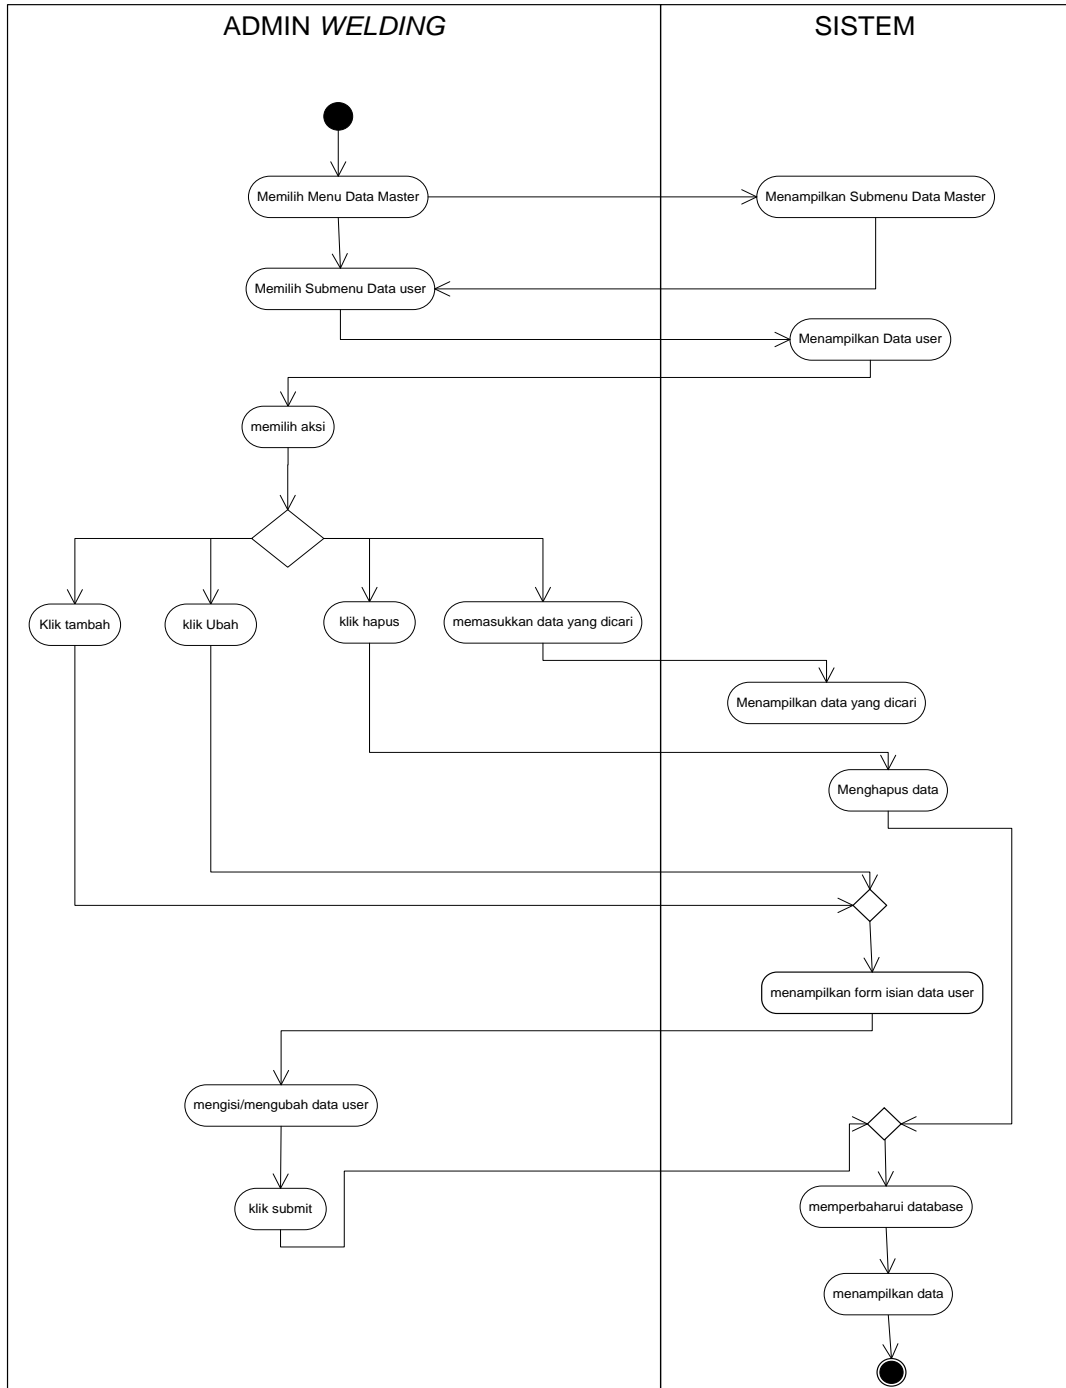 ADMIN WELDING
SISTEM
Memilih Menu Data Master
Menampilkan Submenu Data Master
Memilih Submenu Data user
Menampilkan Data user
memilih aksi
Klik tambah
klik Ubah
klik hapus
memasukkan data yang dicari
Menampilkan data yang dicari
Menghapus data
menampilkan form isian data user
mengisi/mengubah data user
klik submit
memperbaharui database
menampilkan data